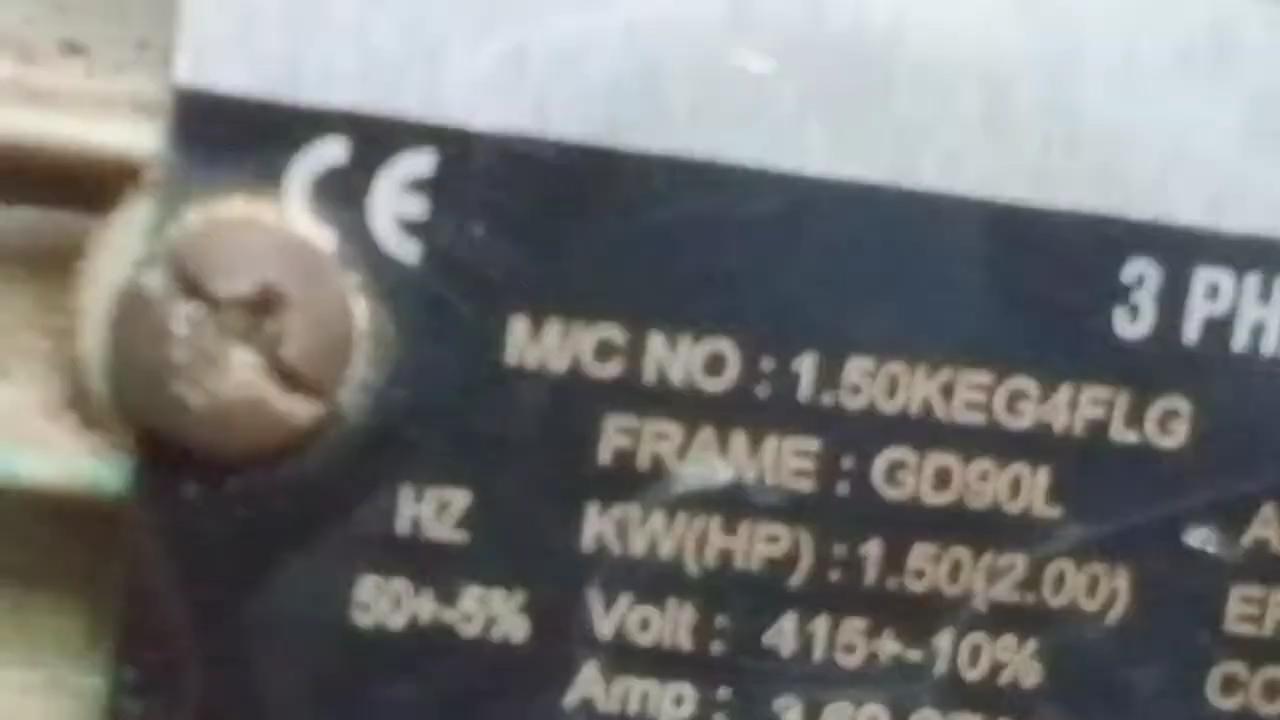 CE
3 PH
M/C NO : 1.50KEG4FLG
FRAME : GD90L
HZ KW(HP) : 1.50(2.00)
50+-5% Volt : 415+-10%
Amp :